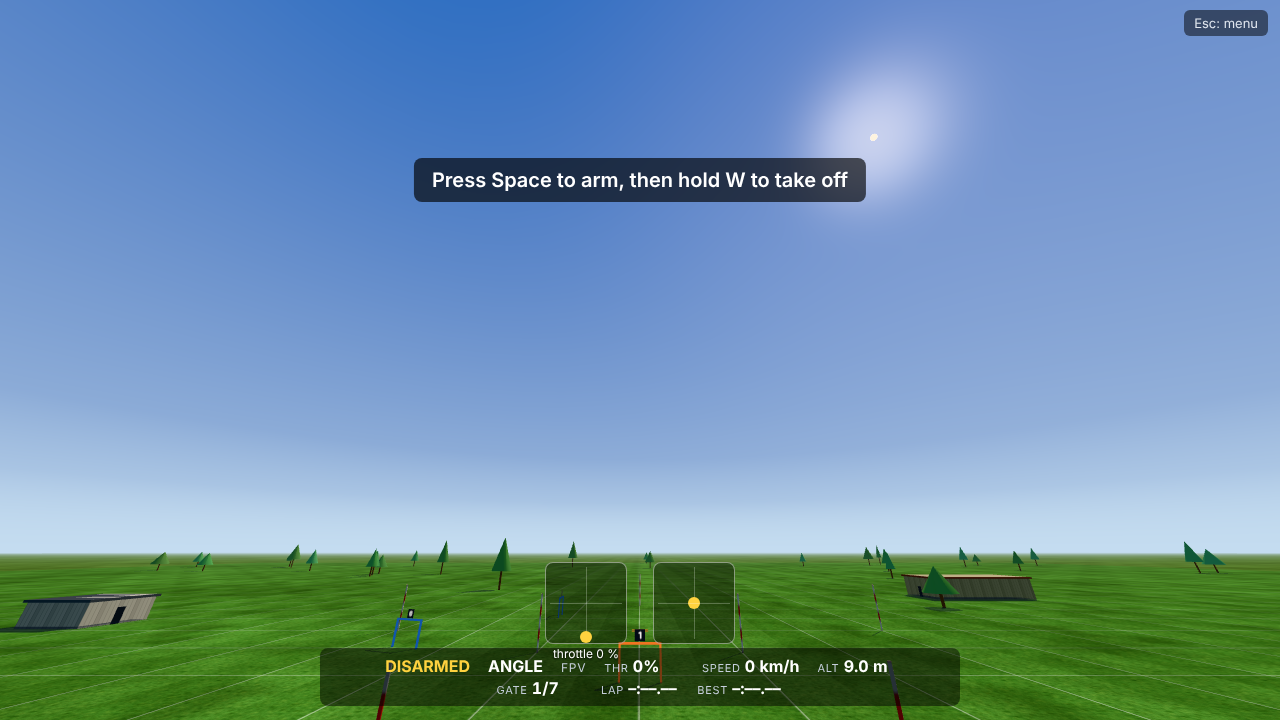 Esc: menu
Press Space to arm, then hold W to take off
1
throttle 0 %
DISARMED ANGLE FPV THR 0% SPEED 0 km/h ALT 9.0 m
GATE 1/7 LAP –:––.–– BEST –:––.––